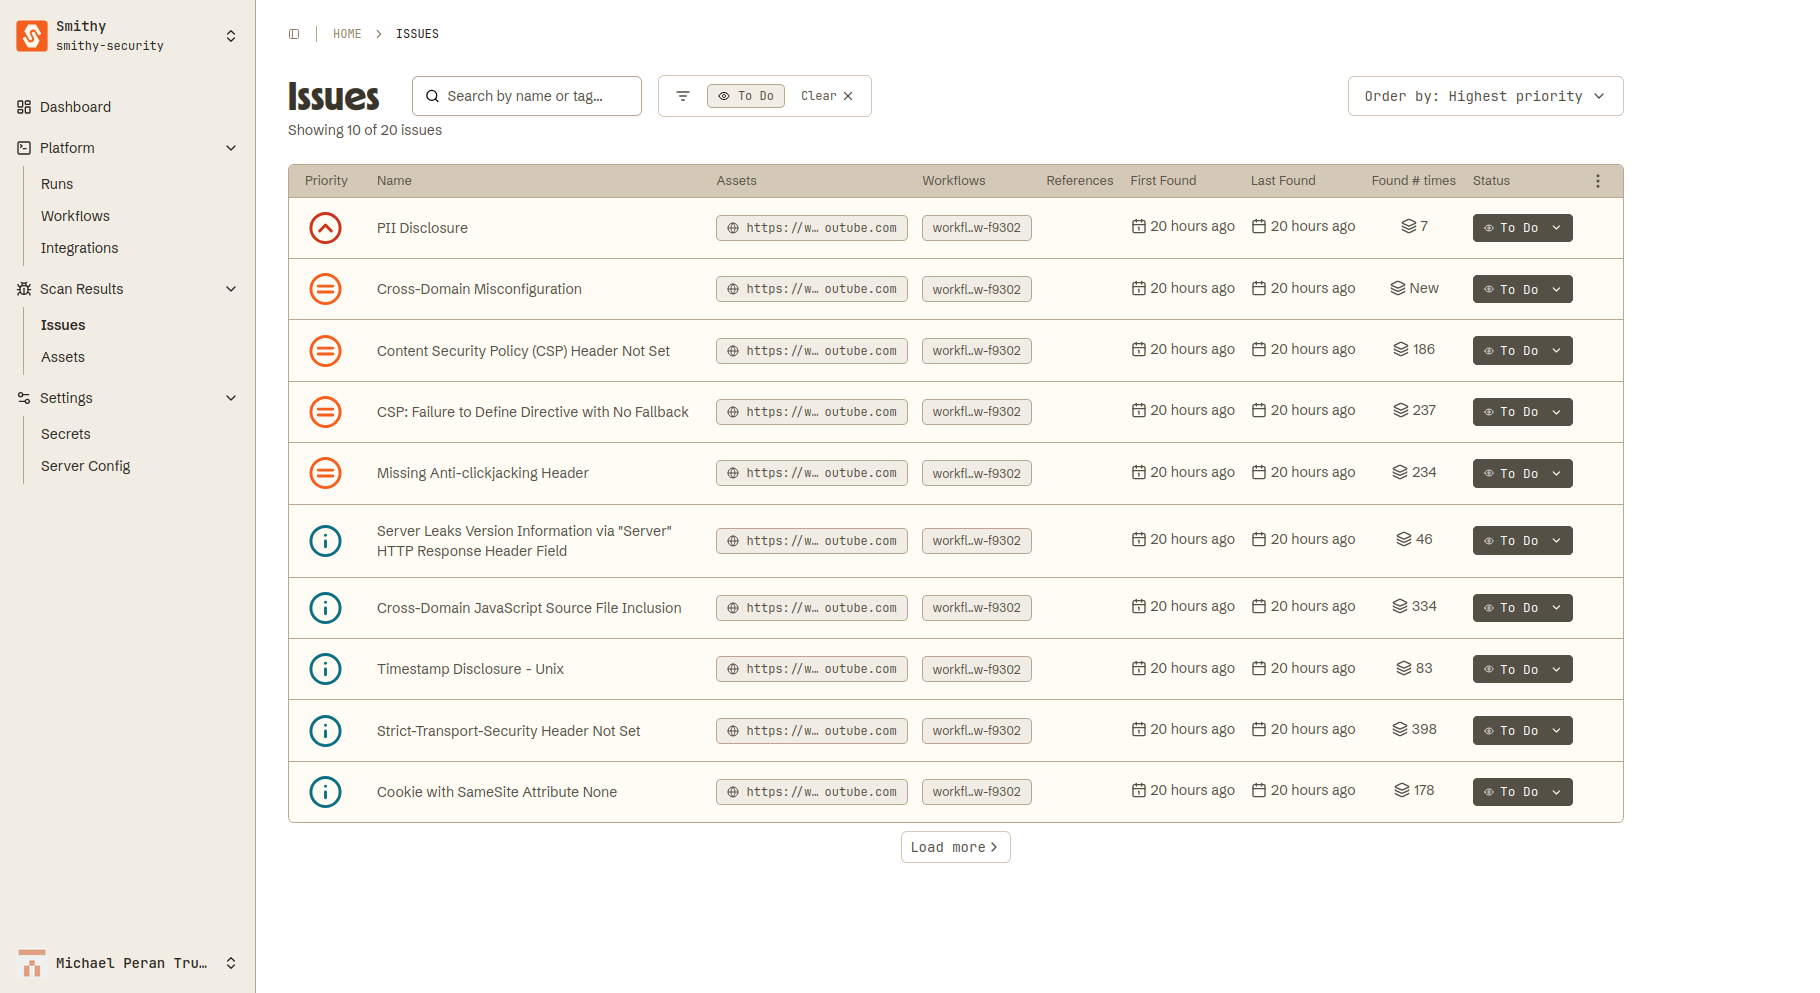 Smithy
smithy-security
Dashboard
Platform
Runs
Workflows
Integrations
Scan Results
Issues
Assets
Settings
Secrets
Server Config
Michael Peran Tru...
HOME > ISSUES
Issues
Search by name or tag...
To Do
Clear
Order by: Highest priority
Showing 10 of 20 issues
Priority Name Assets Workflows References First Found Last Found Found # times Status
PII Disclosure https://w… outube.com workfl..w-f9302 20 hours ago 20 hours ago 7 To Do
Cross-Domain Misconfiguration https://w… outube.com workfl..w-f9302 20 hours ago 20 hours ago New To Do
Content Security Policy (CSP) Header Not Set https://w… outube.com workfl..w-f9302 20 hours ago 20 hours ago 186 To Do
CSP: Failure to Define Directive with No Fallback https://w… outube.com workfl..w-f9302 20 hours ago 20 hours ago 237 To Do
Missing Anti-clickjacking Header https://w… outube.com workfl..w-f9302 20 hours ago 20 hours ago 234 To Do
Server Leaks Version Information via "Server"
HTTP Response Header Field https://w… outube.com workfl..w-f9302 20 hours ago 20 hours ago 46 To Do
Cross-Domain JavaScript Source File Inclusion https://w… outube.com workfl..w-f9302 20 hours ago 20 hours ago 334 To Do
Timestamp Disclosure - Unix https://w… outube.com workfl..w-f9302 20 hours ago 20 hours ago 83 To Do
Strict-Transport-Security Header Not Set https://w… outube.com workfl..w-f9302 20 hours ago 20 hours ago 398 To Do
Cookie with SameSite Attribute None https://w… outube.com workfl..w-f9302 20 hours ago 20 hours ago 178 To Do
Load more